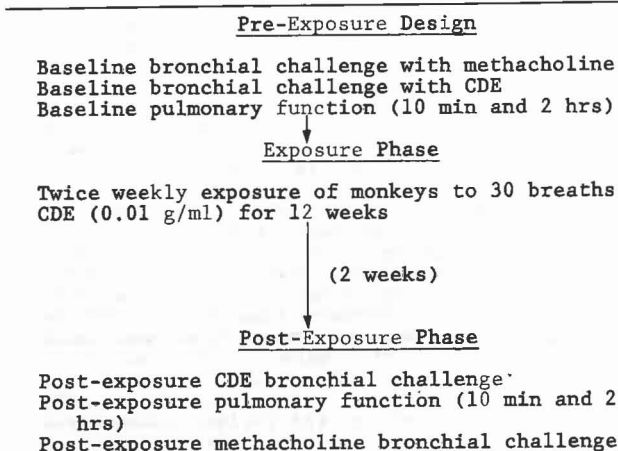 Pre-Exposure Design
Baseline bronchial challenge with methacholine
Baseline bronchial challenge with CDE
Baseline pulmonary function (10 min and 2 hrs)
Exposure Phase
Twice weekly exposure of monkeys to 30 breaths
CDE (0.01 g/ml) for 12 weeks
(2 weeks)
Post-Exposure Phase
Post-exposure CDE bronchial challenge
Post-exposure pulmonary function (10 min and 2
hrs)
Post-exposure methacholine bronchial challenge